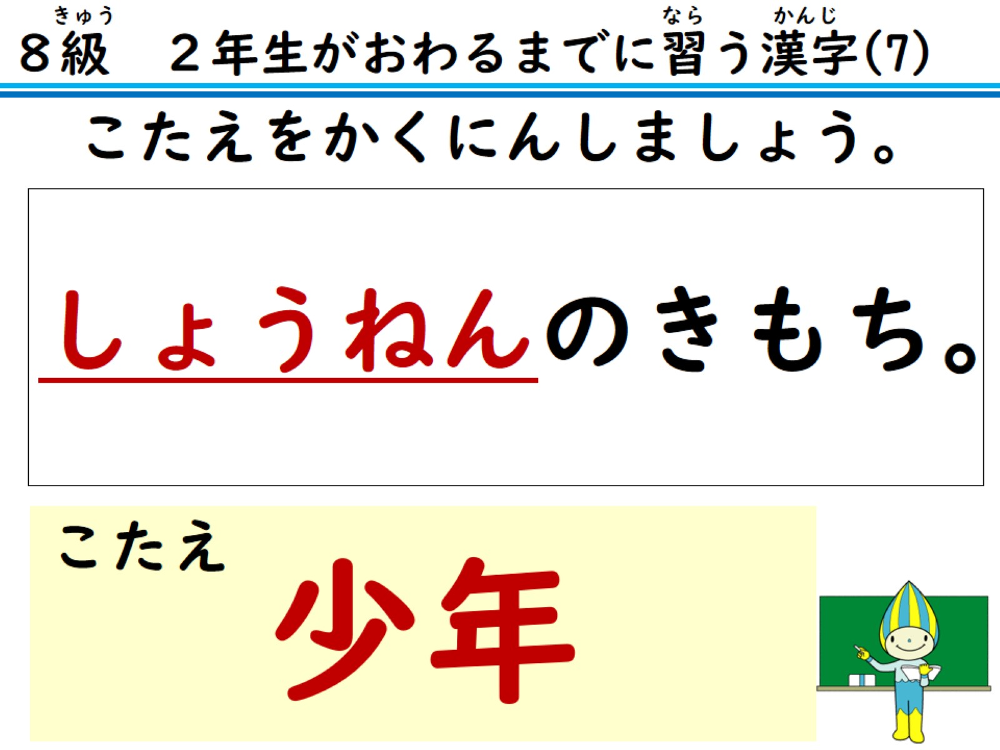 きゅう なら かんじ
8級 2年生がおわるまでに習う漢字(7)
こたえをかくにんしましょう。
しょうねんのきもち。
こたえ
少年